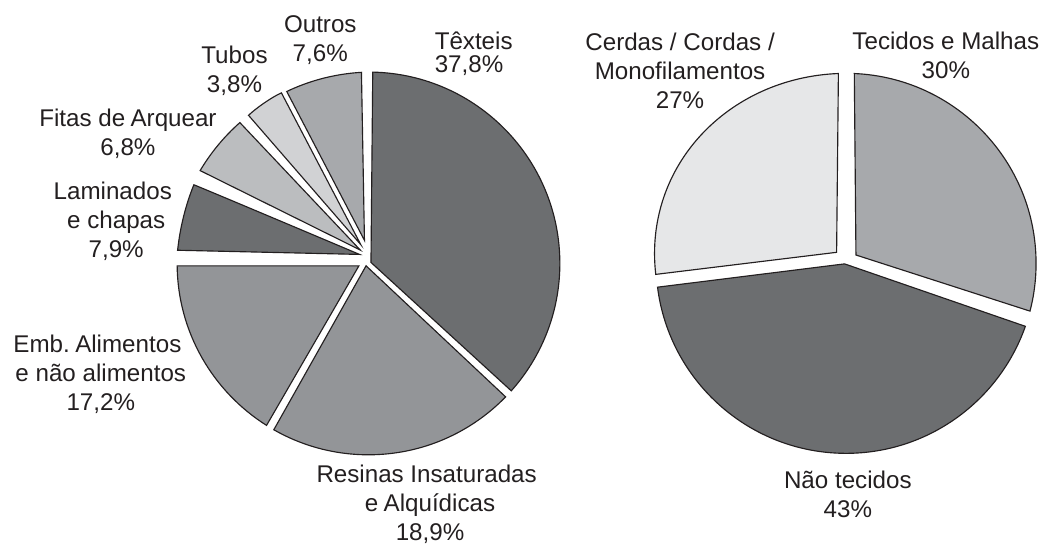 Outros
7,6%
Têxteis
37,8%
Tubos
3,8%
Fitas de Arquear
6,8%
Laminados
e chapas
7,9%
Emb. Alimentos
e não alimentos
17,2%
Resinas Insaturadas
e Alquídicas
18,9%
Cerdas / Cordas /
Monofilamentos
27%
Tecidos e Malhas
30%
Não tecidos
43%